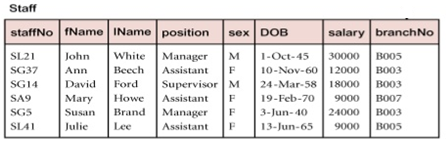 Staff
staffNo fName lName position sex DOB salary branchNo
SL21 John White Manager M 1-Oct-45 30000 B005
SG37 Ann Beech Assistant F 10-Nov-60 12000 B003
SG14 David Ford Supervisor M 24-Mar-58 18000 B003
SA9 Mary Howe Assistant F 19-Feb-70 9000 B007
SG5 Susan Brand Manager F 3-Jun-40 24000 B003
SL41 Julie Lee Assistant F 13-Jun-65 9000 B005